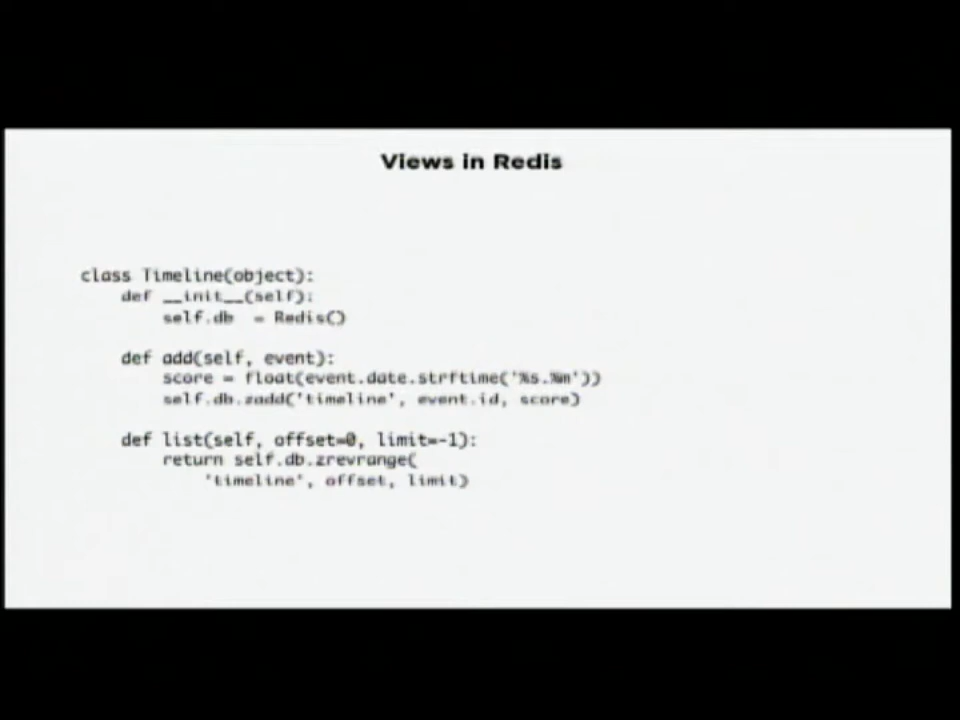 Views in Redis
class Timeline(object):
def __init__(self):
self.db = Redis()
def add(self, event):
score = float(event.date.strftime('%s.%m'))
self.db.zadd('timeline', event.id, score)
def list(self, offset=0, limit=-1):
return self.db.zrevrange(
'timeline', offset, limit)